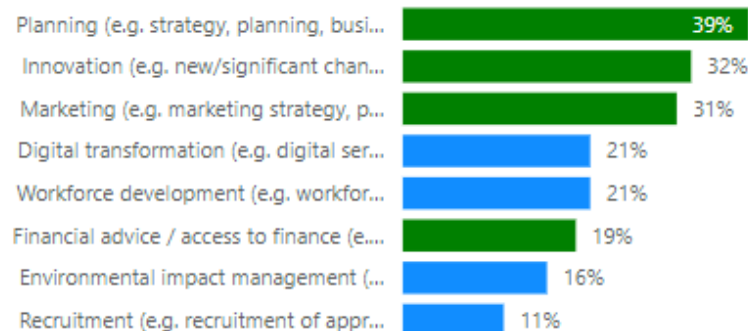 Planning (e.g. strategy, planning, busi... 39%
Innovation (e.g. new/significant chan... 32%
Marketing (e.g. marketing strategy, p... 31%
Digital transformation (e.g. digital ser... 21%
Workforce development (e.g. workfor... 21%
Financial advice / access to finance (e.... 19%
Environmental impact management (... 16%
Recruitment (e.g. recruitment of appr... 11%